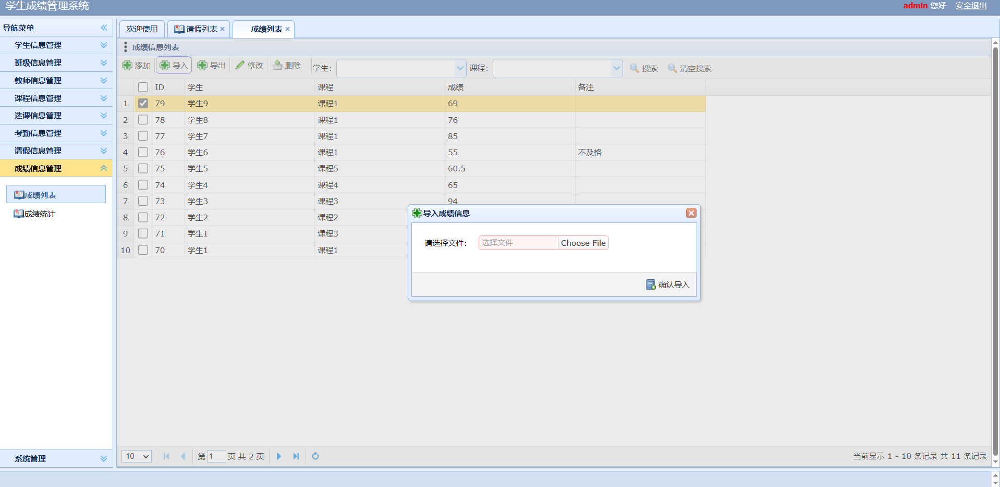 学生成绩管理系统
admin 您好 安全退出
导航菜单
学生信息管理
班级信息管理
教师信息管理
课程信息管理
选课信息管理
考勤信息管理
请假信息管理
成绩信息管理
成绩列表
成绩统计
系统管理
欢迎使用 请假列表 成绩列表
成绩信息列表
添加 导入 导出 修改 删除 学生: 课程: 搜索 清空搜索
ID 学生 课程 成绩 备注
1 79 学生9 课程1 69
2 78 学生8 课程1 76
3 77 学生7 课程1 85
4 76 学生6 课程1 55 不及格
5 75 学生5 课程5 60.5
6 74 学生4 课程4 65
7 73 学生3 课程3 94
8 72 学生2 课程2
9 71 学生1 课程3
10 70 学生1 课程1
导入成绩信息
请选择文件: 选择文件 Choose File
确认导入
10 第 1 页 共 2 页
当前显示 1 - 10 条记录 共 11 条记录